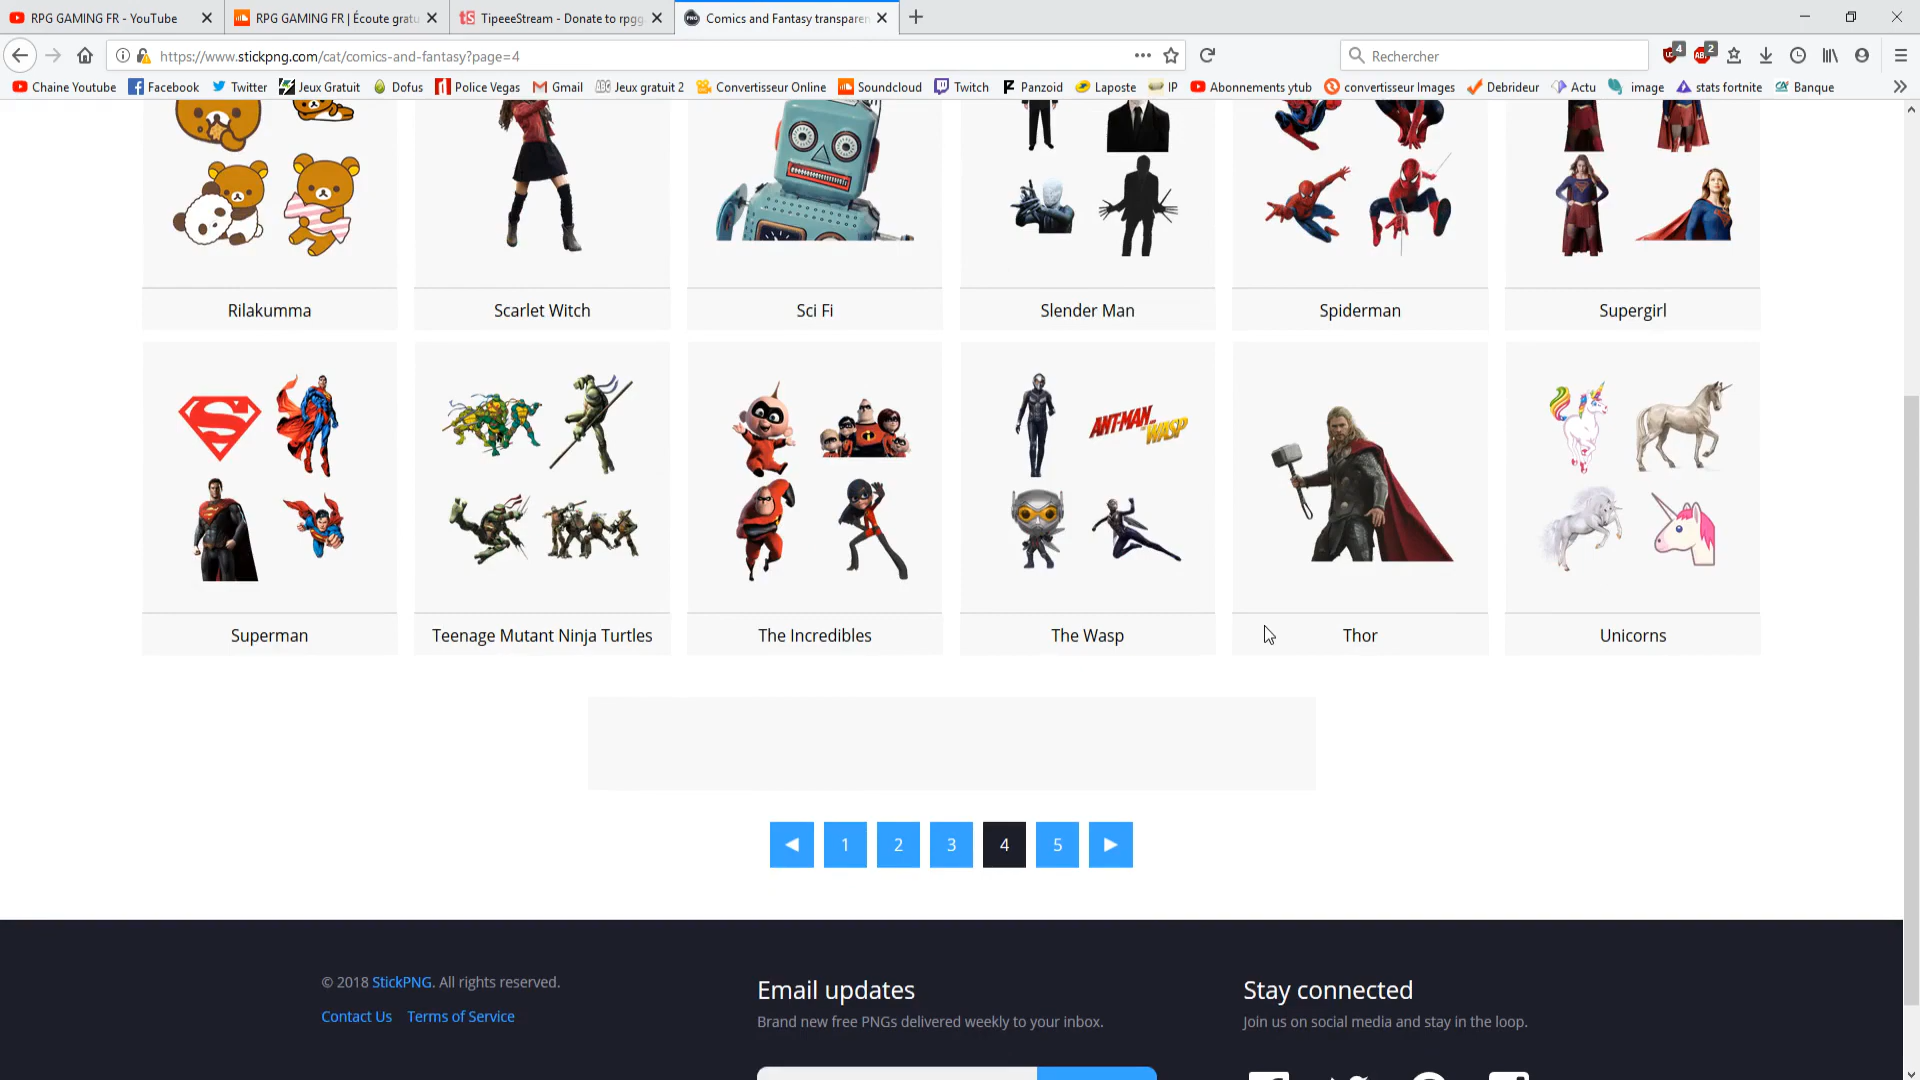 RPG GAMING FR - YouTube
RPG GAMING FR | Écoute gratu
TipeeeStream - Donate to rpgg
Comics and Fantasy transparen
https://www.stickpng.com/cat/comics-and-fantasy?page=4
Rechercher
4
2
Chaine Youtube
Facebook
Twitter
Jeux Gratuit
Dofus
Police Vegas
Gmail
Jeux gratuit 2
Convertisseur Online
Soundcloud
Twitch
Panzoid
Laposte
IP
Abonnements ytub
convertisseur Images
Debrideur
Actu
image
stats fortnite
Banque
Rilakumma
Scarlet Witch
Sci Fi
Slender Man
Spiderman
Supergirl
ANT-MAN
WASP
Superman
Teenage Mutant Ninja Turtles
The Incredibles
The Wasp
Thor
Unicorns
1
2
3
4
5
© 2018 StickPNG. All rights reserved.
Contact Us
Terms of Service
Email updates
Brand new free PNGs delivered weekly to your inbox.
Stay connected
Join us on social media and stay in the loop.